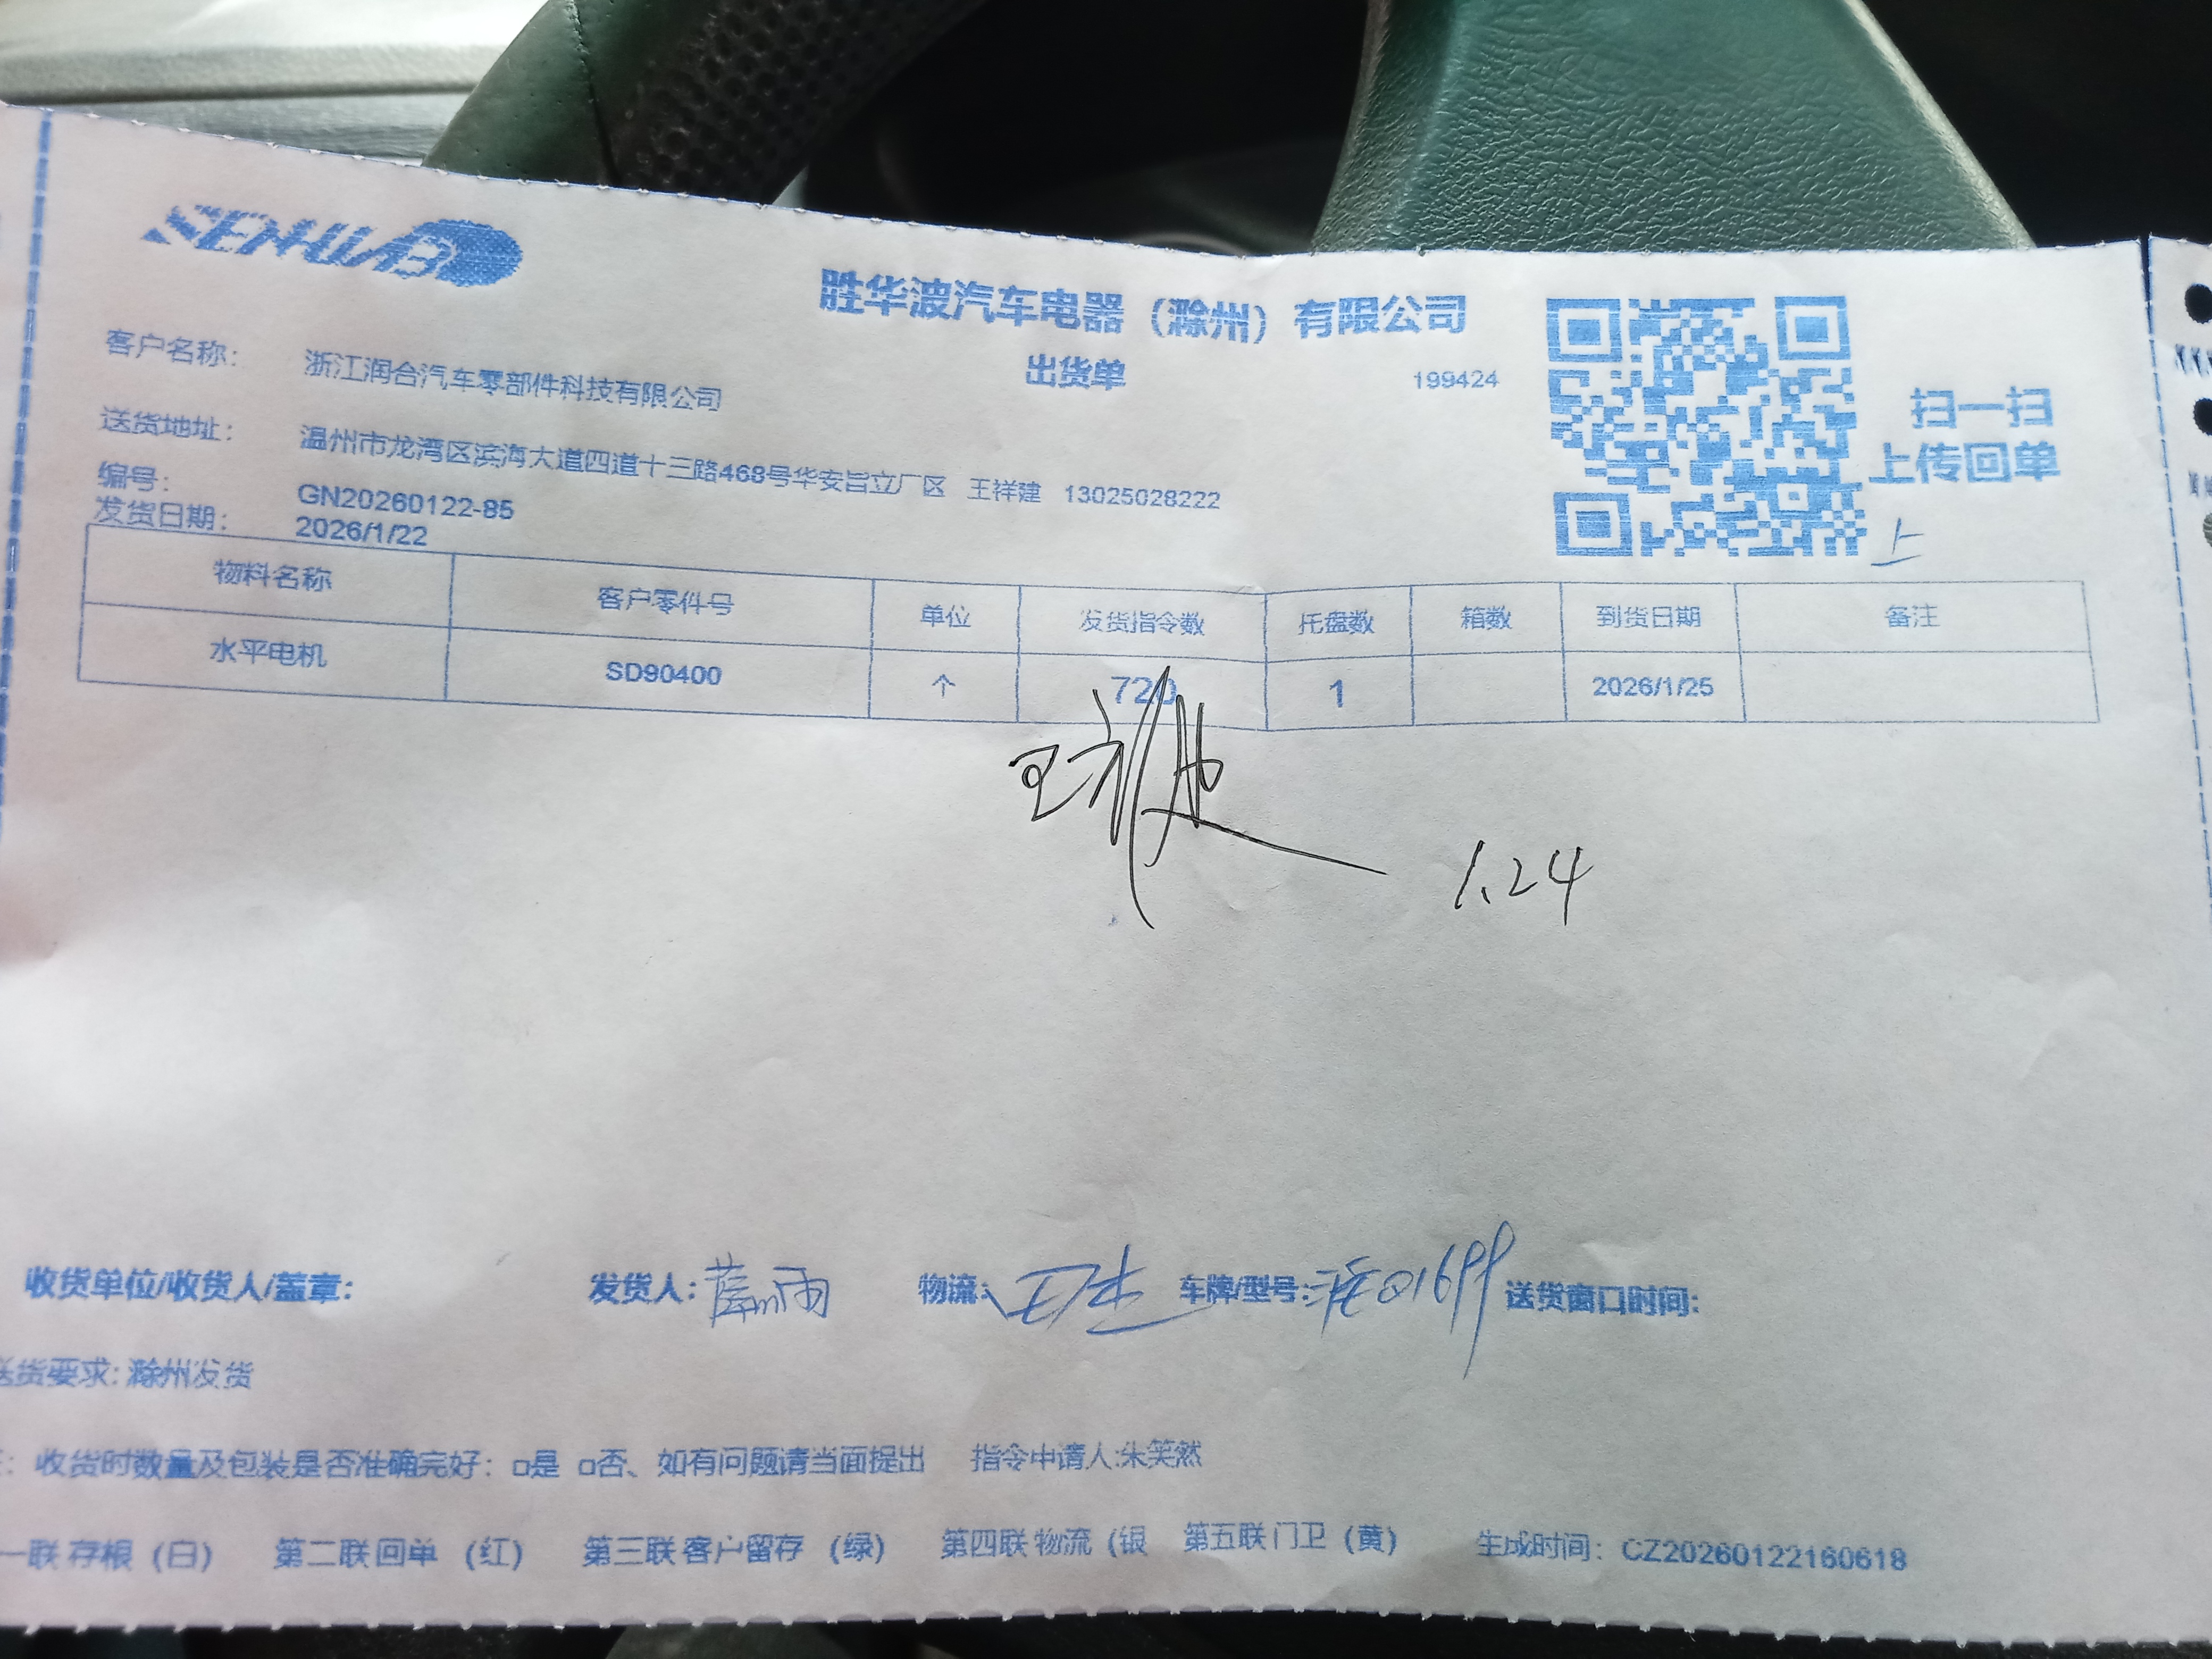 SHENGHUABO
胜华波汽车电器（滁州）有限公司
出货单
199424
扫一扫
上传回单
上
客户名称： 浙江润合汽车零部件科技有限公司
送货地址： 温州市龙湾区滨海大道四道十三路468号华安旨立厂区 王祥建 13025028222
编号： GN20260122-85
发货日期： 2026/1/22
物料名称 客户零件号 单位 发货指令数 托盘数 箱数 到货日期 备注
水平电机 SD90400 个 720 1 2026/1/25
1.24
收货单位/收货人/盖章： 发货人：薛雨 物流： 车牌/型号： 送货窗口时间：
送货要求：滁州发货
：收货时数量及包装是否准确完好：□是 □否、如有问题请当面提出 指令申请人:朱笑然
一联存根（白） 第二联回单（红） 第三联客户留存（绿） 第四联物流（银 第五联门卫（黄） 生成时间：CZ20260122160618